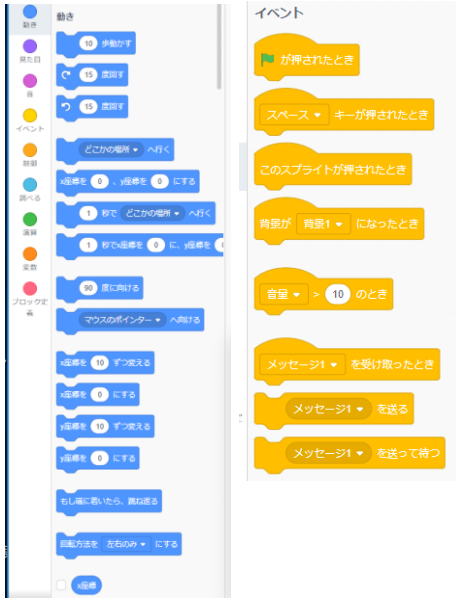 動き
見た目
音
イベント
制御
調べる
演算
変数
ブロック定
義
動き
10 歩動かす
15 度回す
15 度回す
どこかの場所 へ行く
x座標を 0 、y座標を 0 にする
1 秒で どこかの場所 へ行く
1 秒でx座標を 0 に、y座標を
90 度に向ける
マウスのポインター へ向ける
x座標を 10 ずつ変える
x座標を 0 にする
y座標を 10 ずつ変える
y座標を 0 にする
もし端に着いたら、跳ね返る
回転方法を 左右のみ にする
x座標
イベント
が押されたとき
スペース キーが押されたとき
このスプライトが押されたとき
背景が 背景1 になったとき
音量 > 10 のとき
メッセージ1 を受け取ったとき
メッセージ1 を送る
メッセージ1 を送って待つ